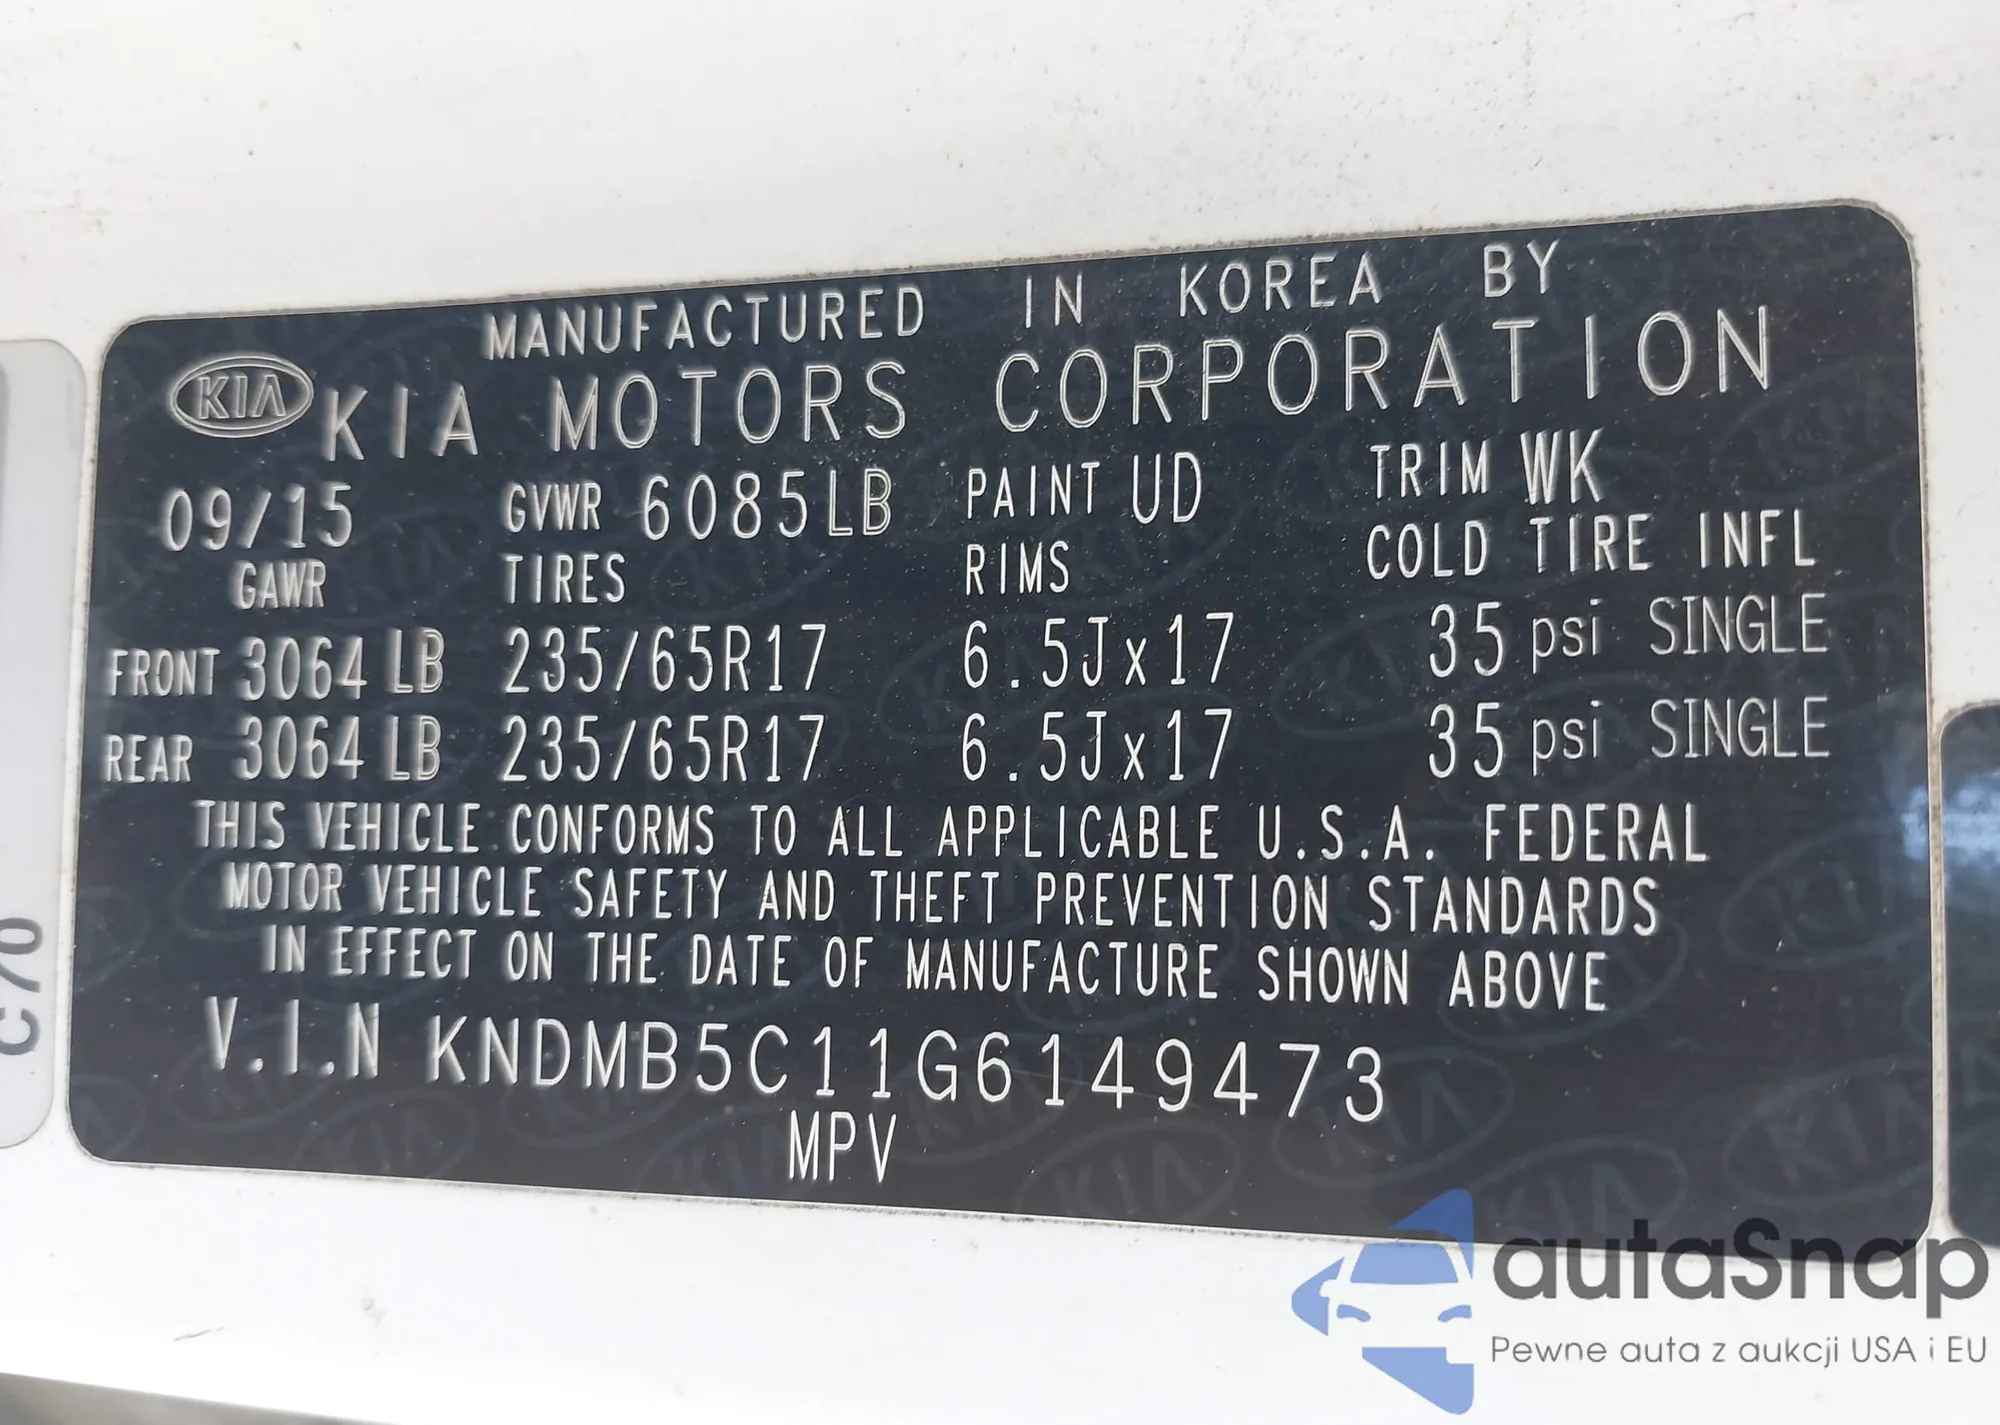 MANUFACTURED IN KOREA BY
KIA KIA MOTORS CORPORATION
09/15 GVWR 6085LB PAINT UD TRIM WK
GAWR TIRES RIMS COLD TIRE INFL
FRONT 3064 LB 235/65R17 6.5Jx17 35 psi SINGLE
REAR 3064 LB 235/65R17 6.5Jx17 35 psi SINGLE
THIS VEHICLE CONFORMS TO ALL APPLICABLE U.S.A. FEDERAL
MOTOR VEHICLE SAFETY AND THEFT PREVENTION STANDARDS
IN EFFECT ON THE DATE OF MANUFACTURE SHOWN ABOVE
V.I.N KNDMB5C11G6149473
MPV
C70
autaSnap
Pewne auta z aukcji USA i EU